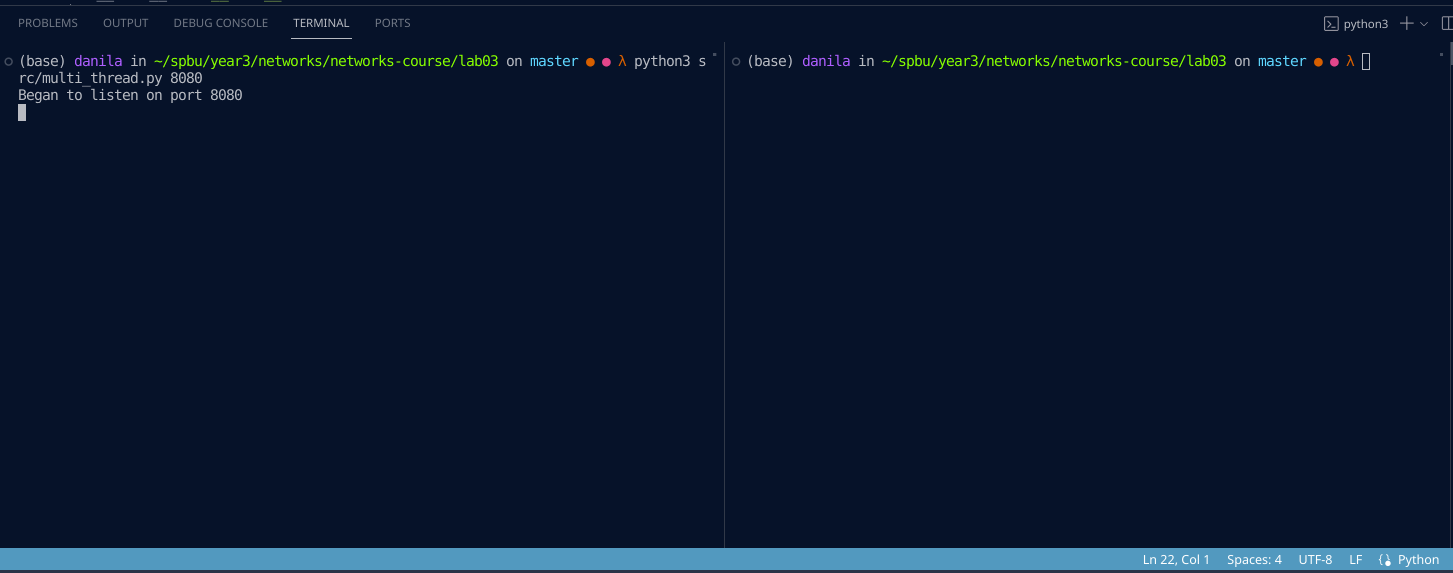 PROBLEMS OUTPUT DEBUG CONSOLE TERMINAL PORTS python3
(base) danila in ~/spbu/year3/networks/networks-course/lab03 on master ● ● λ python3 s
rc/multi_thread.py 8080
Began to listen on port 8080
(base) danila in ~/spbu/year3/networks/networks-course/lab03 on master ● ● λ
Ln 22, Col 1 Spaces: 4 UTF-8 LF Python